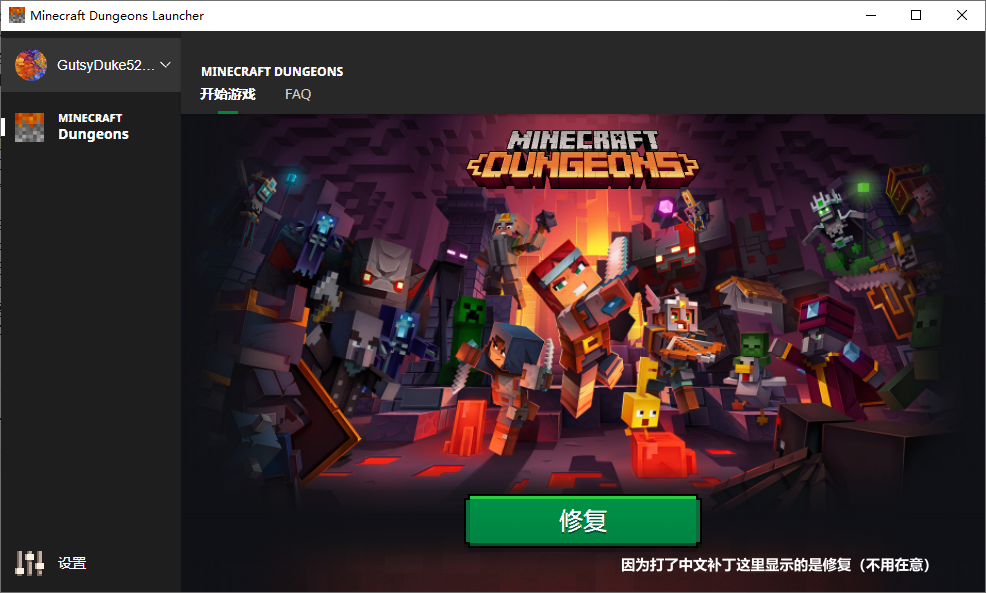 Minecraft Dungeons Launcher
GutsyDuke52...
MINECRAFT DUNGEONS
开始游戏 FAQ
MINECRAFT
Dungeons
MINECRAFT
DUNGEONS
修复
因为打了中文补丁这里显示的是修复（不用在意）
设置